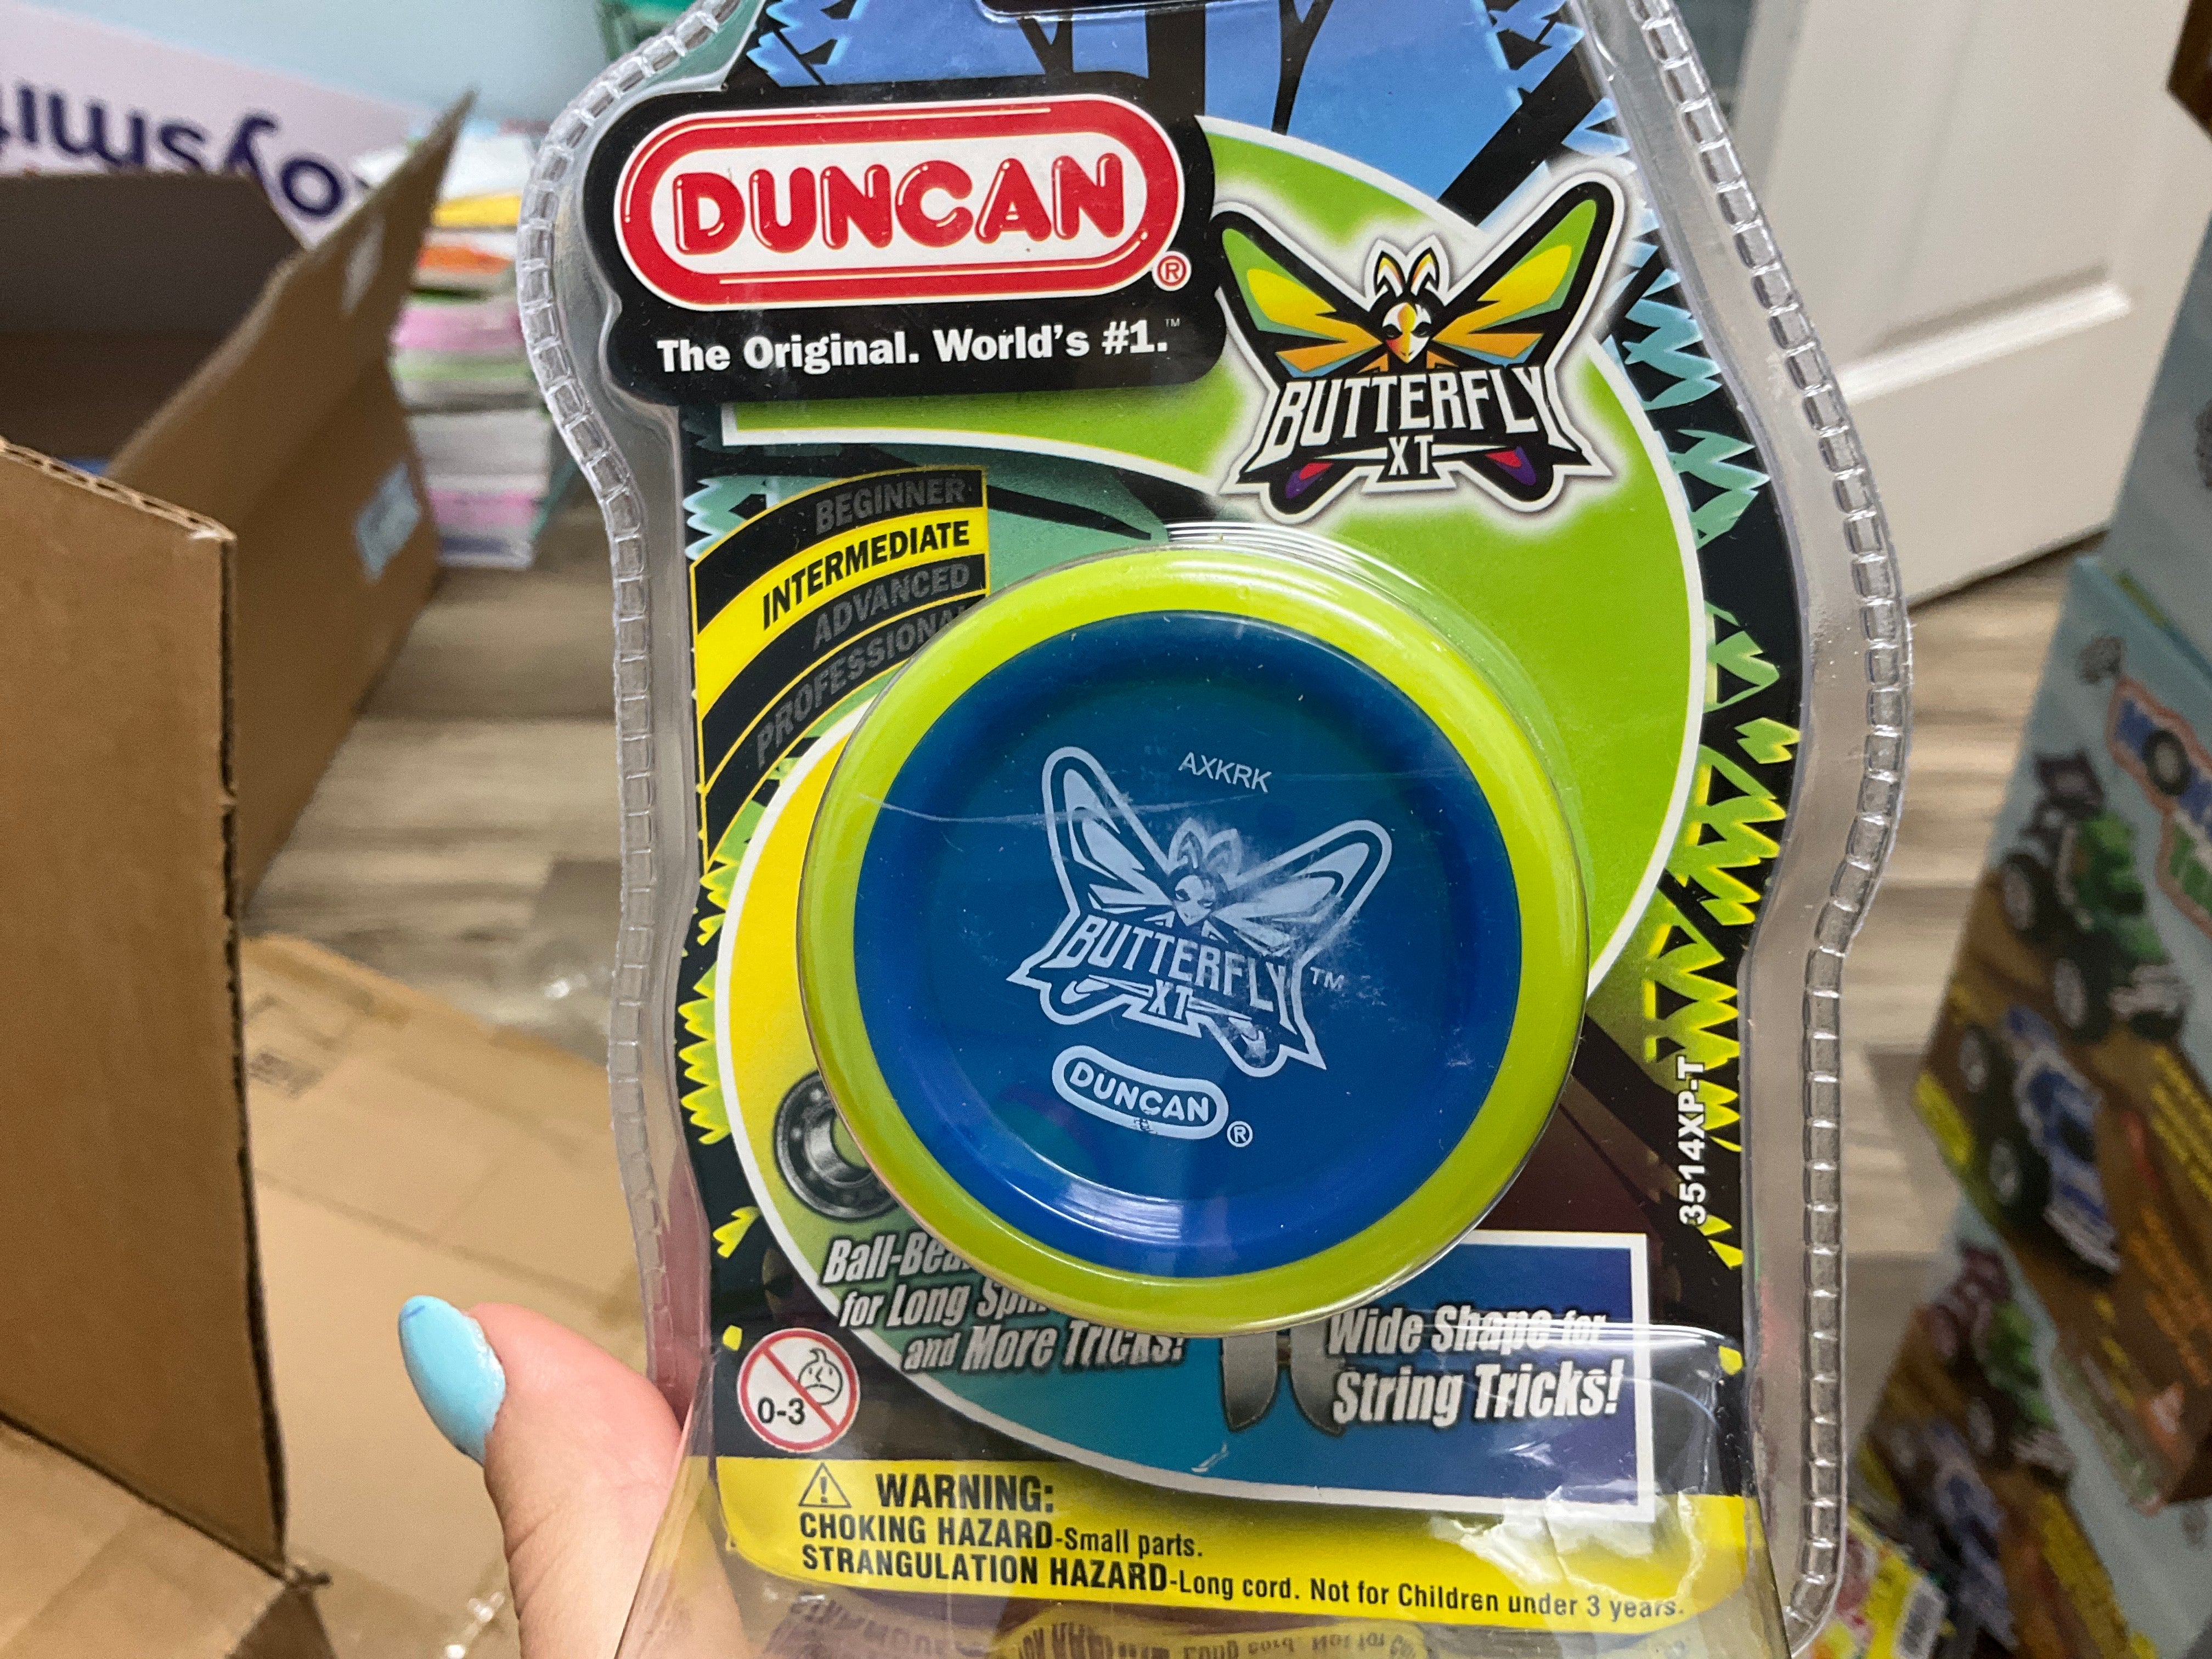 DUNCAN®
The Original. World's #1.™
BUTTERFLY
XT
BEGINNER
INTERMEDIATE
ADVANCED
PROFESSIONAL
AXKRK
BUTTERFLY™
XT
DUNCAN®
3514XP-T
for Long
and More Tricks!
Wide Shape for
String Tricks!
0-3
WARNING:
CHOKING HAZARD-Small parts.
STRANGULATION HAZARD-Long cord. Not for Children under 3 years.